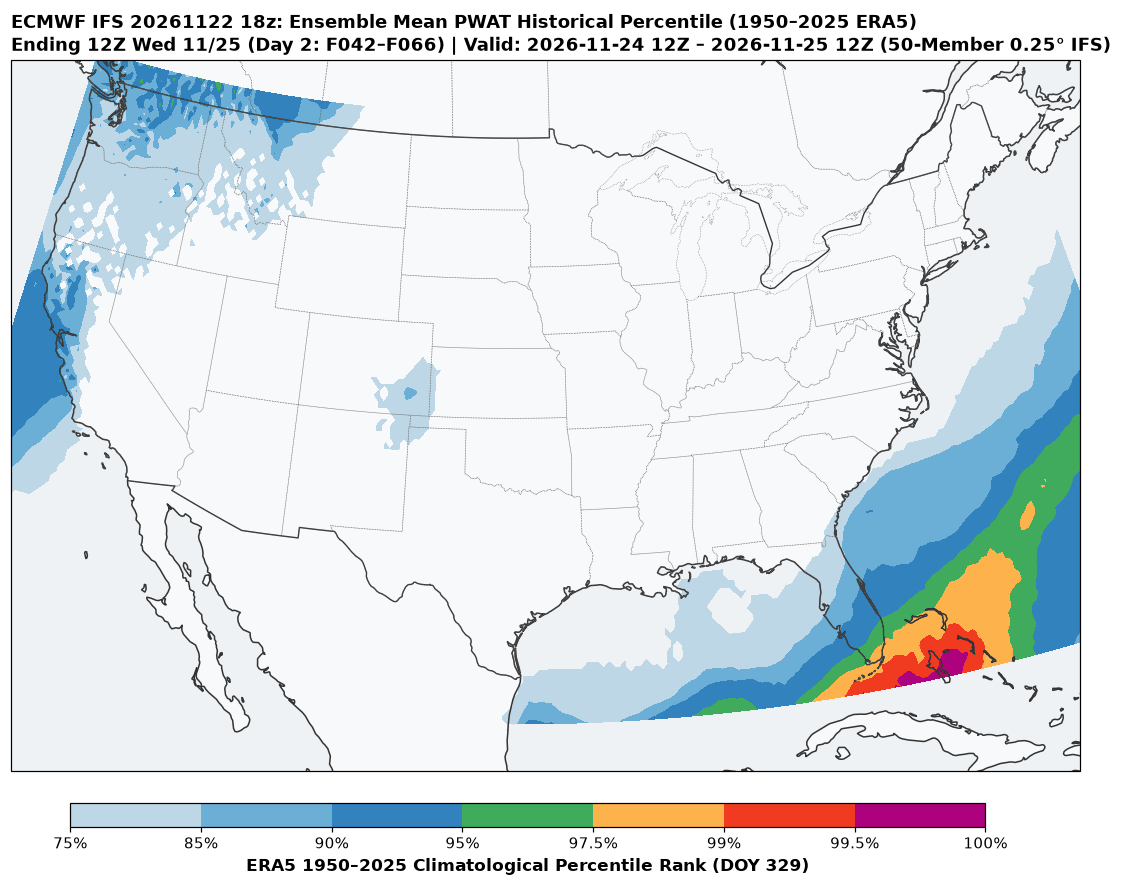 ECMWF IFS 20261122 18z: Ensemble Mean PWAT Historical Percentile (1950–2025 ERA5)
Ending 12Z Wed 11/25 (Day 2: F042–F066) | Valid: 2026-11-24 12Z – 2026-11-25 12Z (50-Member 0.25° IFS)
75% 85% 90% 95% 97.5% 99% 99.5% 100%
ERA5 1950–2025 Climatological Percentile Rank (DOY 329)